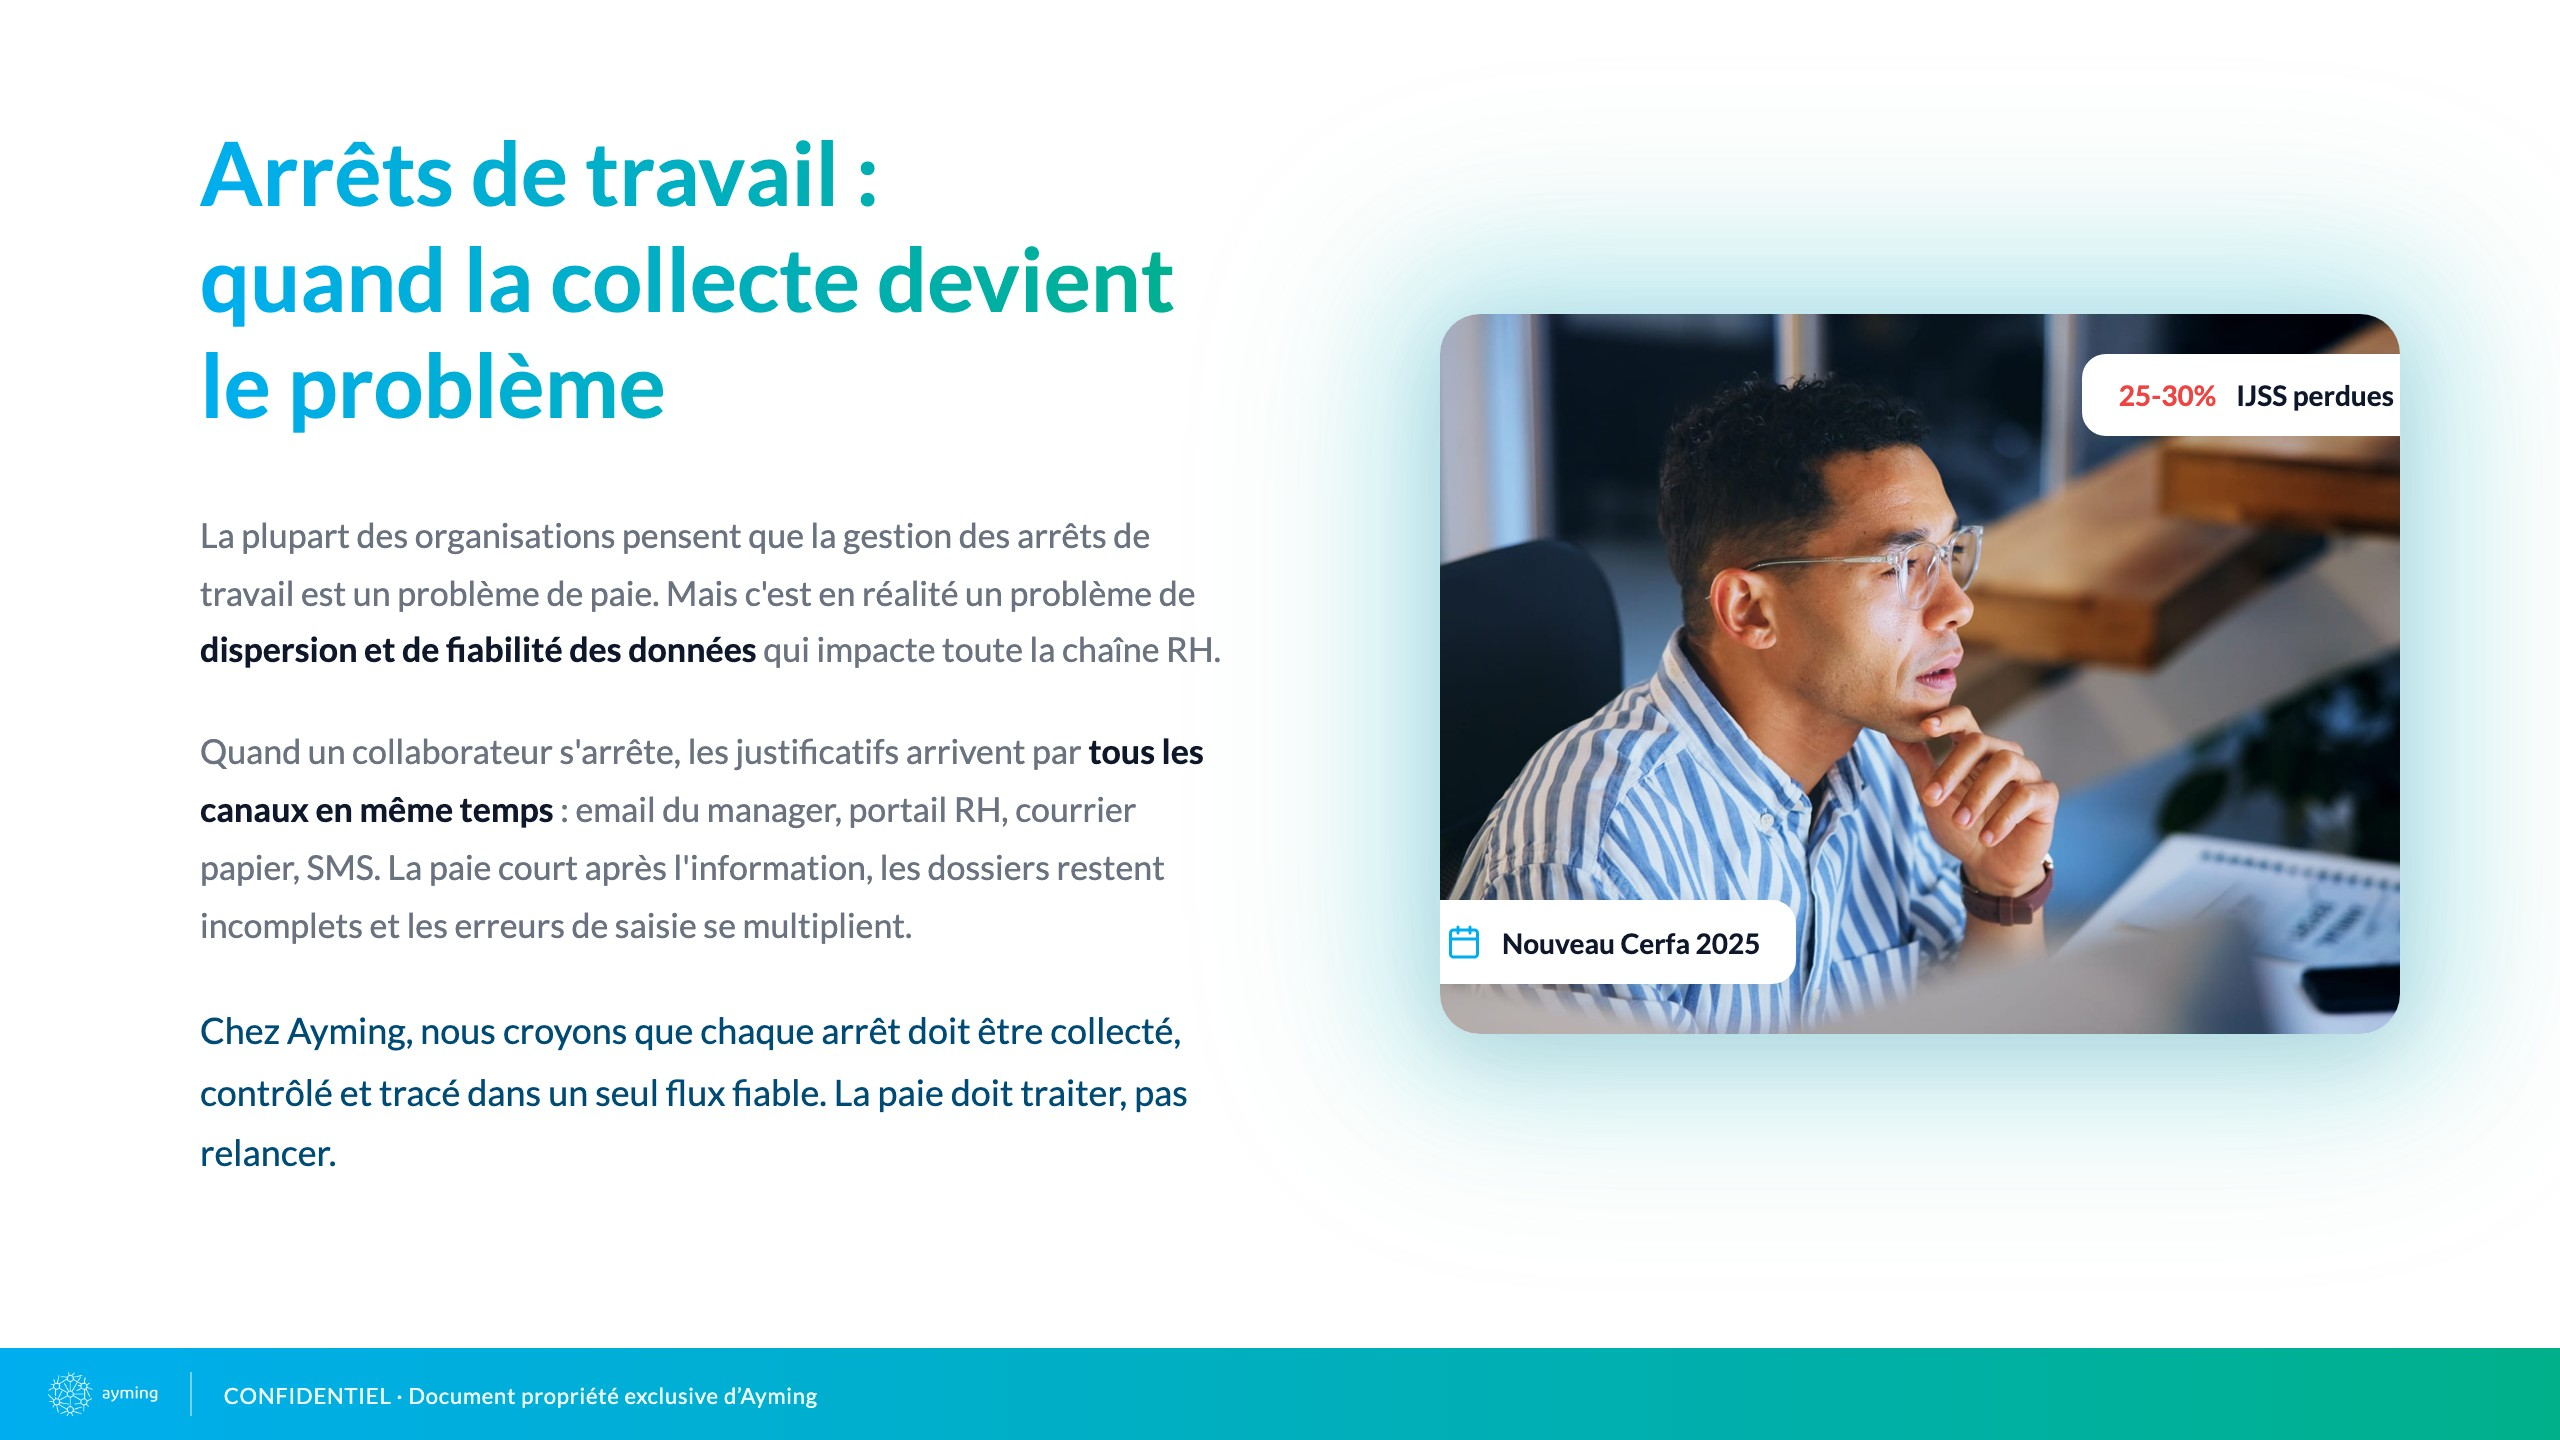 Arrêts de travail :
quand la collecte devient
le problème
La plupart des organisations pensent que la gestion des arrêts de
travail est un problème de paie. Mais c'est en réalité un problème de
dispersion et de fiabilité des données qui impacte toute la chaîne RH.
Quand un collaborateur s'arrête, les justificatifs arrivent par tous les
canaux en même temps : email du manager, portail RH, courrier
papier, SMS. La paie court après l'information, les dossiers restent
incomplets et les erreurs de saisie se multiplient.
Chez Ayming, nous croyons que chaque arrêt doit être collecté,
contrôlé et tracé dans un seul flux fiable. La paie doit traiter, pas
relancer.
25-30% IJSS perdues
Nouveau Cerfa 2025
ayming
CONFIDENTIEL · Document propriété exclusive d’Ayming